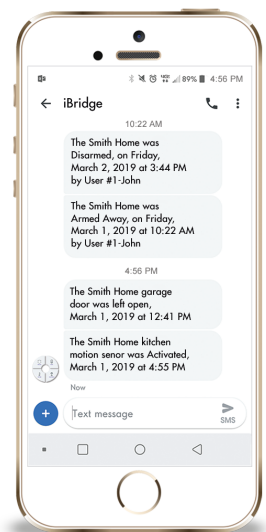 89% 4:56 PM
iBridge
10:22 AM
The Smith Home was
Disarmed, on Friday,
March 2, 2019 at 3:44 PM
by User #1-John
The Smith Home was
Armed Away, on Friday,
March 1, 2019 at 10:22 AM
by User #1-John
4:56 PM
The Smith Home garage
door was left open,
March 1, 2019 at 12:41 PM
The Smith Home kitchen
motion senor was Activated,
March 1, 2019 at 4:55 PM
Now
Text message
SMS